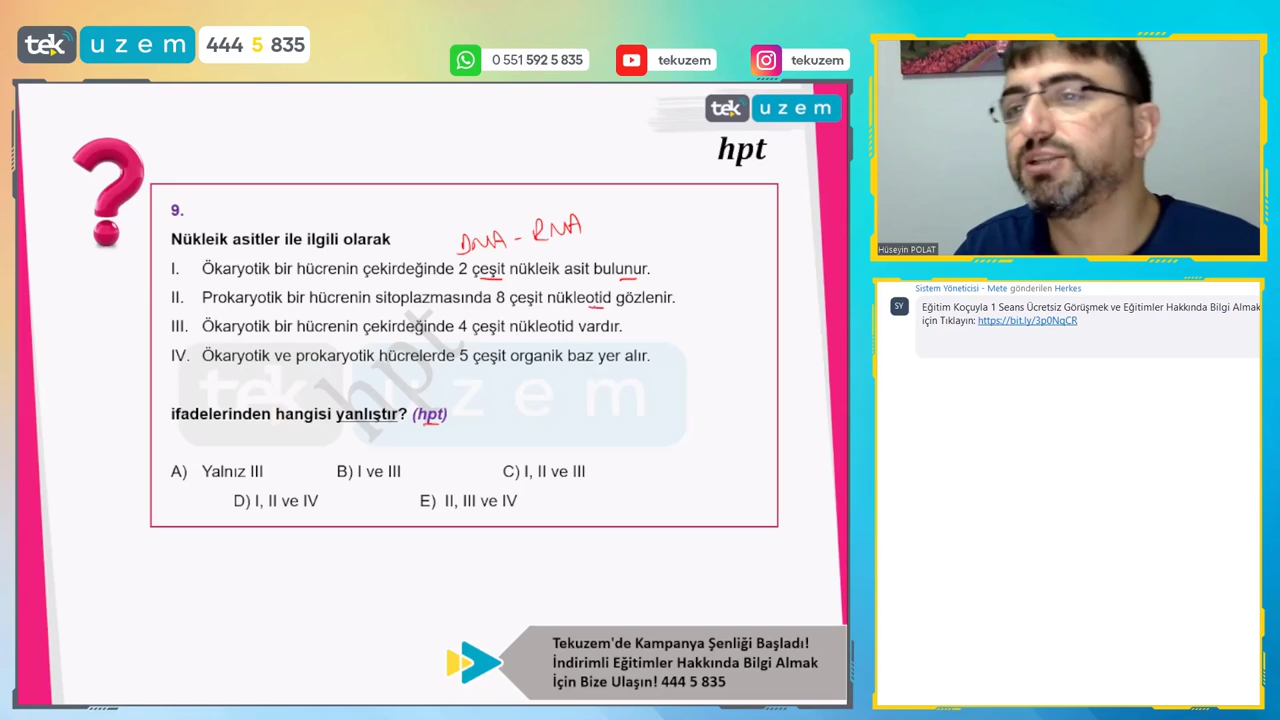 tek uzem 444 5 835
0 551 592 5 835 tekuzem tekuzem
tek uzem
hpt
9.
DNA - RNA
Nükleik asitler ile ilgili olarak
I. Ökaryotik bir hücrenin çekirdeğinde 2 çeşit nükleik asit bulunur.
II. Prokaryotik bir hücrenin sitoplazmasında 8 çeşit nükleotid gözlenir.
III. Ökaryotik bir hücrenin çekirdeğinde 4 çeşit nükleotid vardır.
IV. Ökaryotik ve prokaryotik hücrelerde 5 çeşit organik baz yer alır.
tek uzem
hpt
ifadelerinden hangisi yanlıştır? (hpt)
A) Yalnız III B) I ve III C) I, II ve III
D) I, II ve IV E) II, III ve IV
Tekuzem'de Kampanya Şenliği Başladı!
İndirimli Eğitimler Hakkında Bilgi Almak
İçin Bize Ulaşın! 444 5 835
Hüseyin POLAT
Sistem Yöneticisi - Mete gönderilen Herkes
SY
Eğitim Koçuyla 1 Seans Ücretsiz Görüşmek ve Eğitimler Hakkında Bilgi Almak
için Tıklayın: https://bit.ly/3p0NqCR